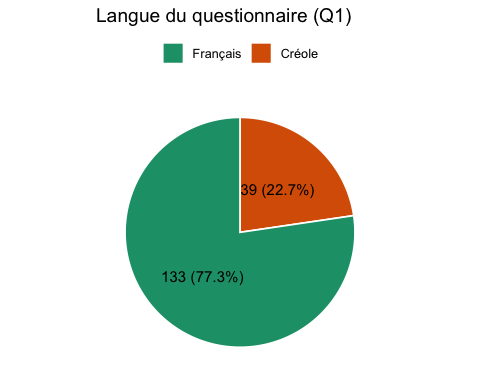 Langue du questionnaire (Q1)
Français Créole
39 (22.7%)
133 (77.3%)